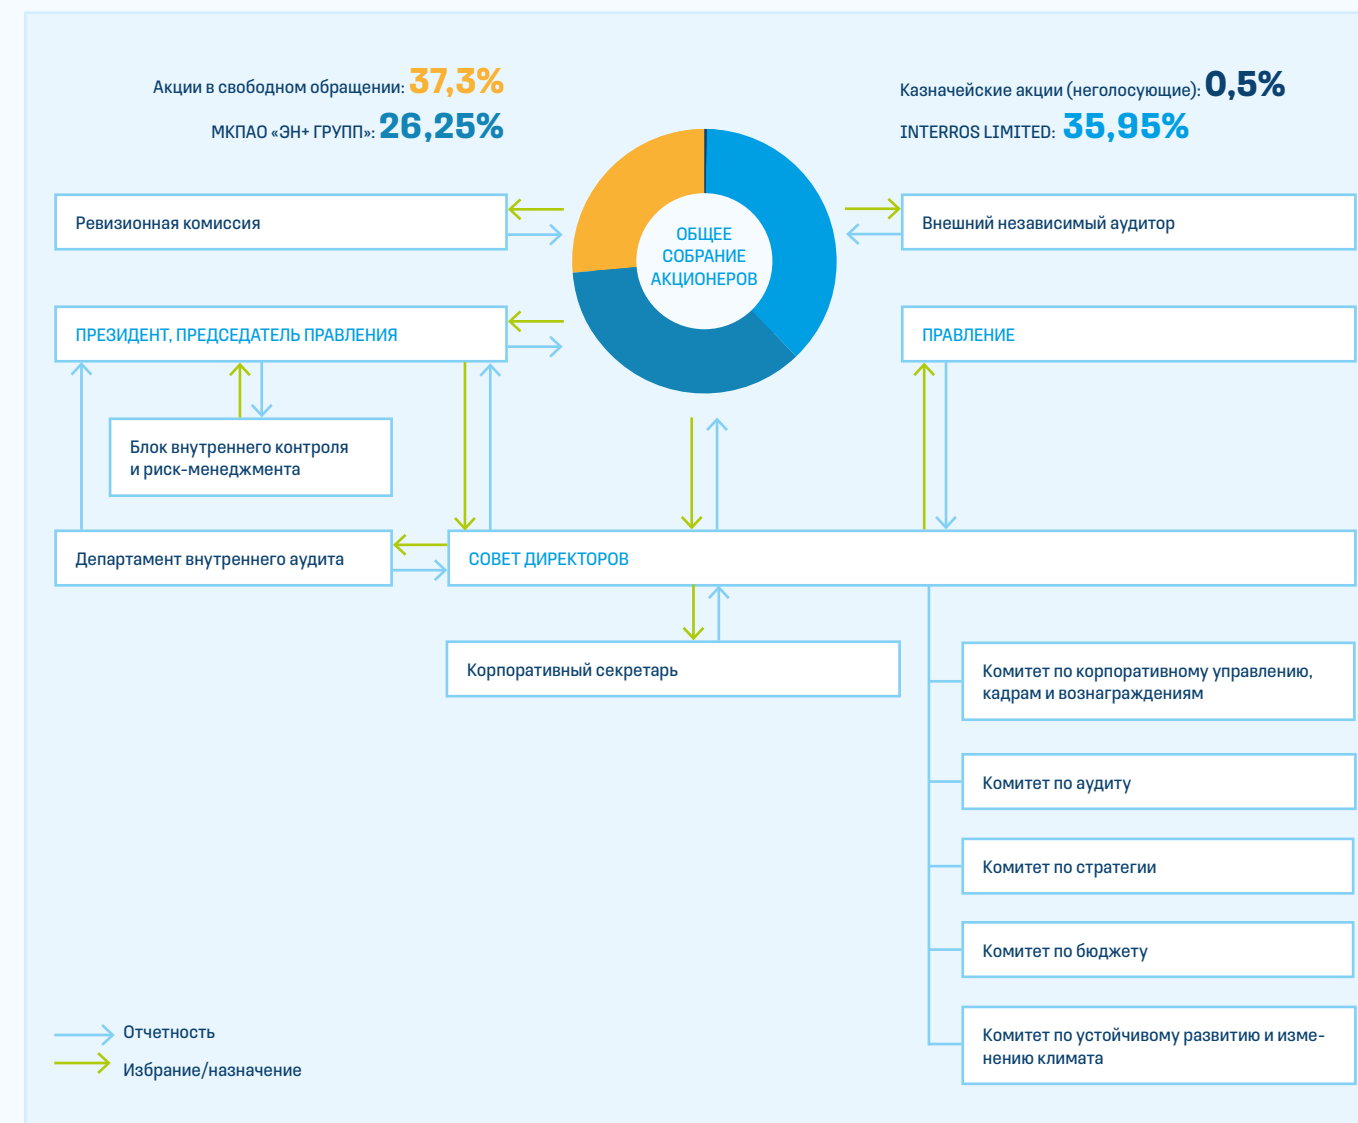 Акции в свободном обращении: 37,3%
МКПАО «ЭН+ ГРУПП»: 26,25%
Казначейские акции (неголосующие): 0,5%
INTERROS LIMITED: 35,95%
Ревизионная комиссия
ОБЩЕЕ
СОБРАНИЕ
АКЦИОНЕРОВ
Внешний независимый аудитор
ПРЕЗИДЕНТ, ПРЕДСЕДАТЕЛЬ ПРАВЛЕНИЯ
ПРАВЛЕНИЕ
Блок внутреннего контроля
и риск-менеджмента
Департамент внутреннего аудита
СОВЕТ ДИРЕКТОРОВ
Корпоративный секретарь
Комитет по корпоративному управлению,
кадрам и вознаграждениям
Комитет по аудиту
Комитет по стратегии
Комитет по бюджету
Комитет по устойчивому развитию и изме-
нению климата
Отчетность
Избрание/назначение